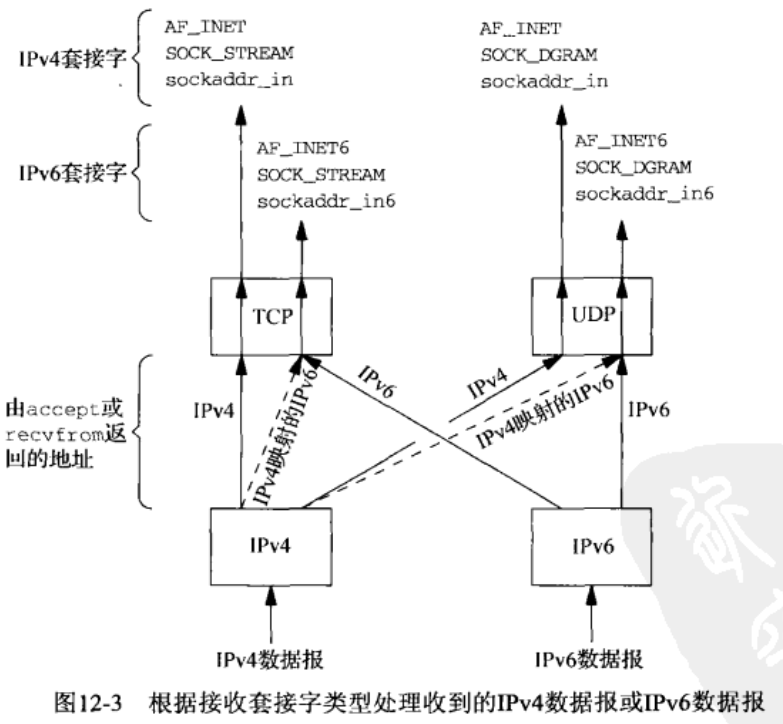 IPv4套接字
AF_INET
SOCK_STREAM
sockaddr_in
AF_INET
SOCK_DGRAM
sockaddr_in
IPv6套接字
AF_INET6
SOCK_STREAM
sockaddr_in6
AF_INET6
SOCK_DGRAM
sockaddr_in6
TCP
UDP
由accept或
recvfrom返
回的地址
IPv4
IPv4映射的IPv6
IPv6
IPv4
IPv4映射的IPv6
IPv6
IPv4
IPv6
IPv4数据报
IPv6数据报
图12-3 根据接收套接字类型处理收到的IPv4数据报或IPv6数据报